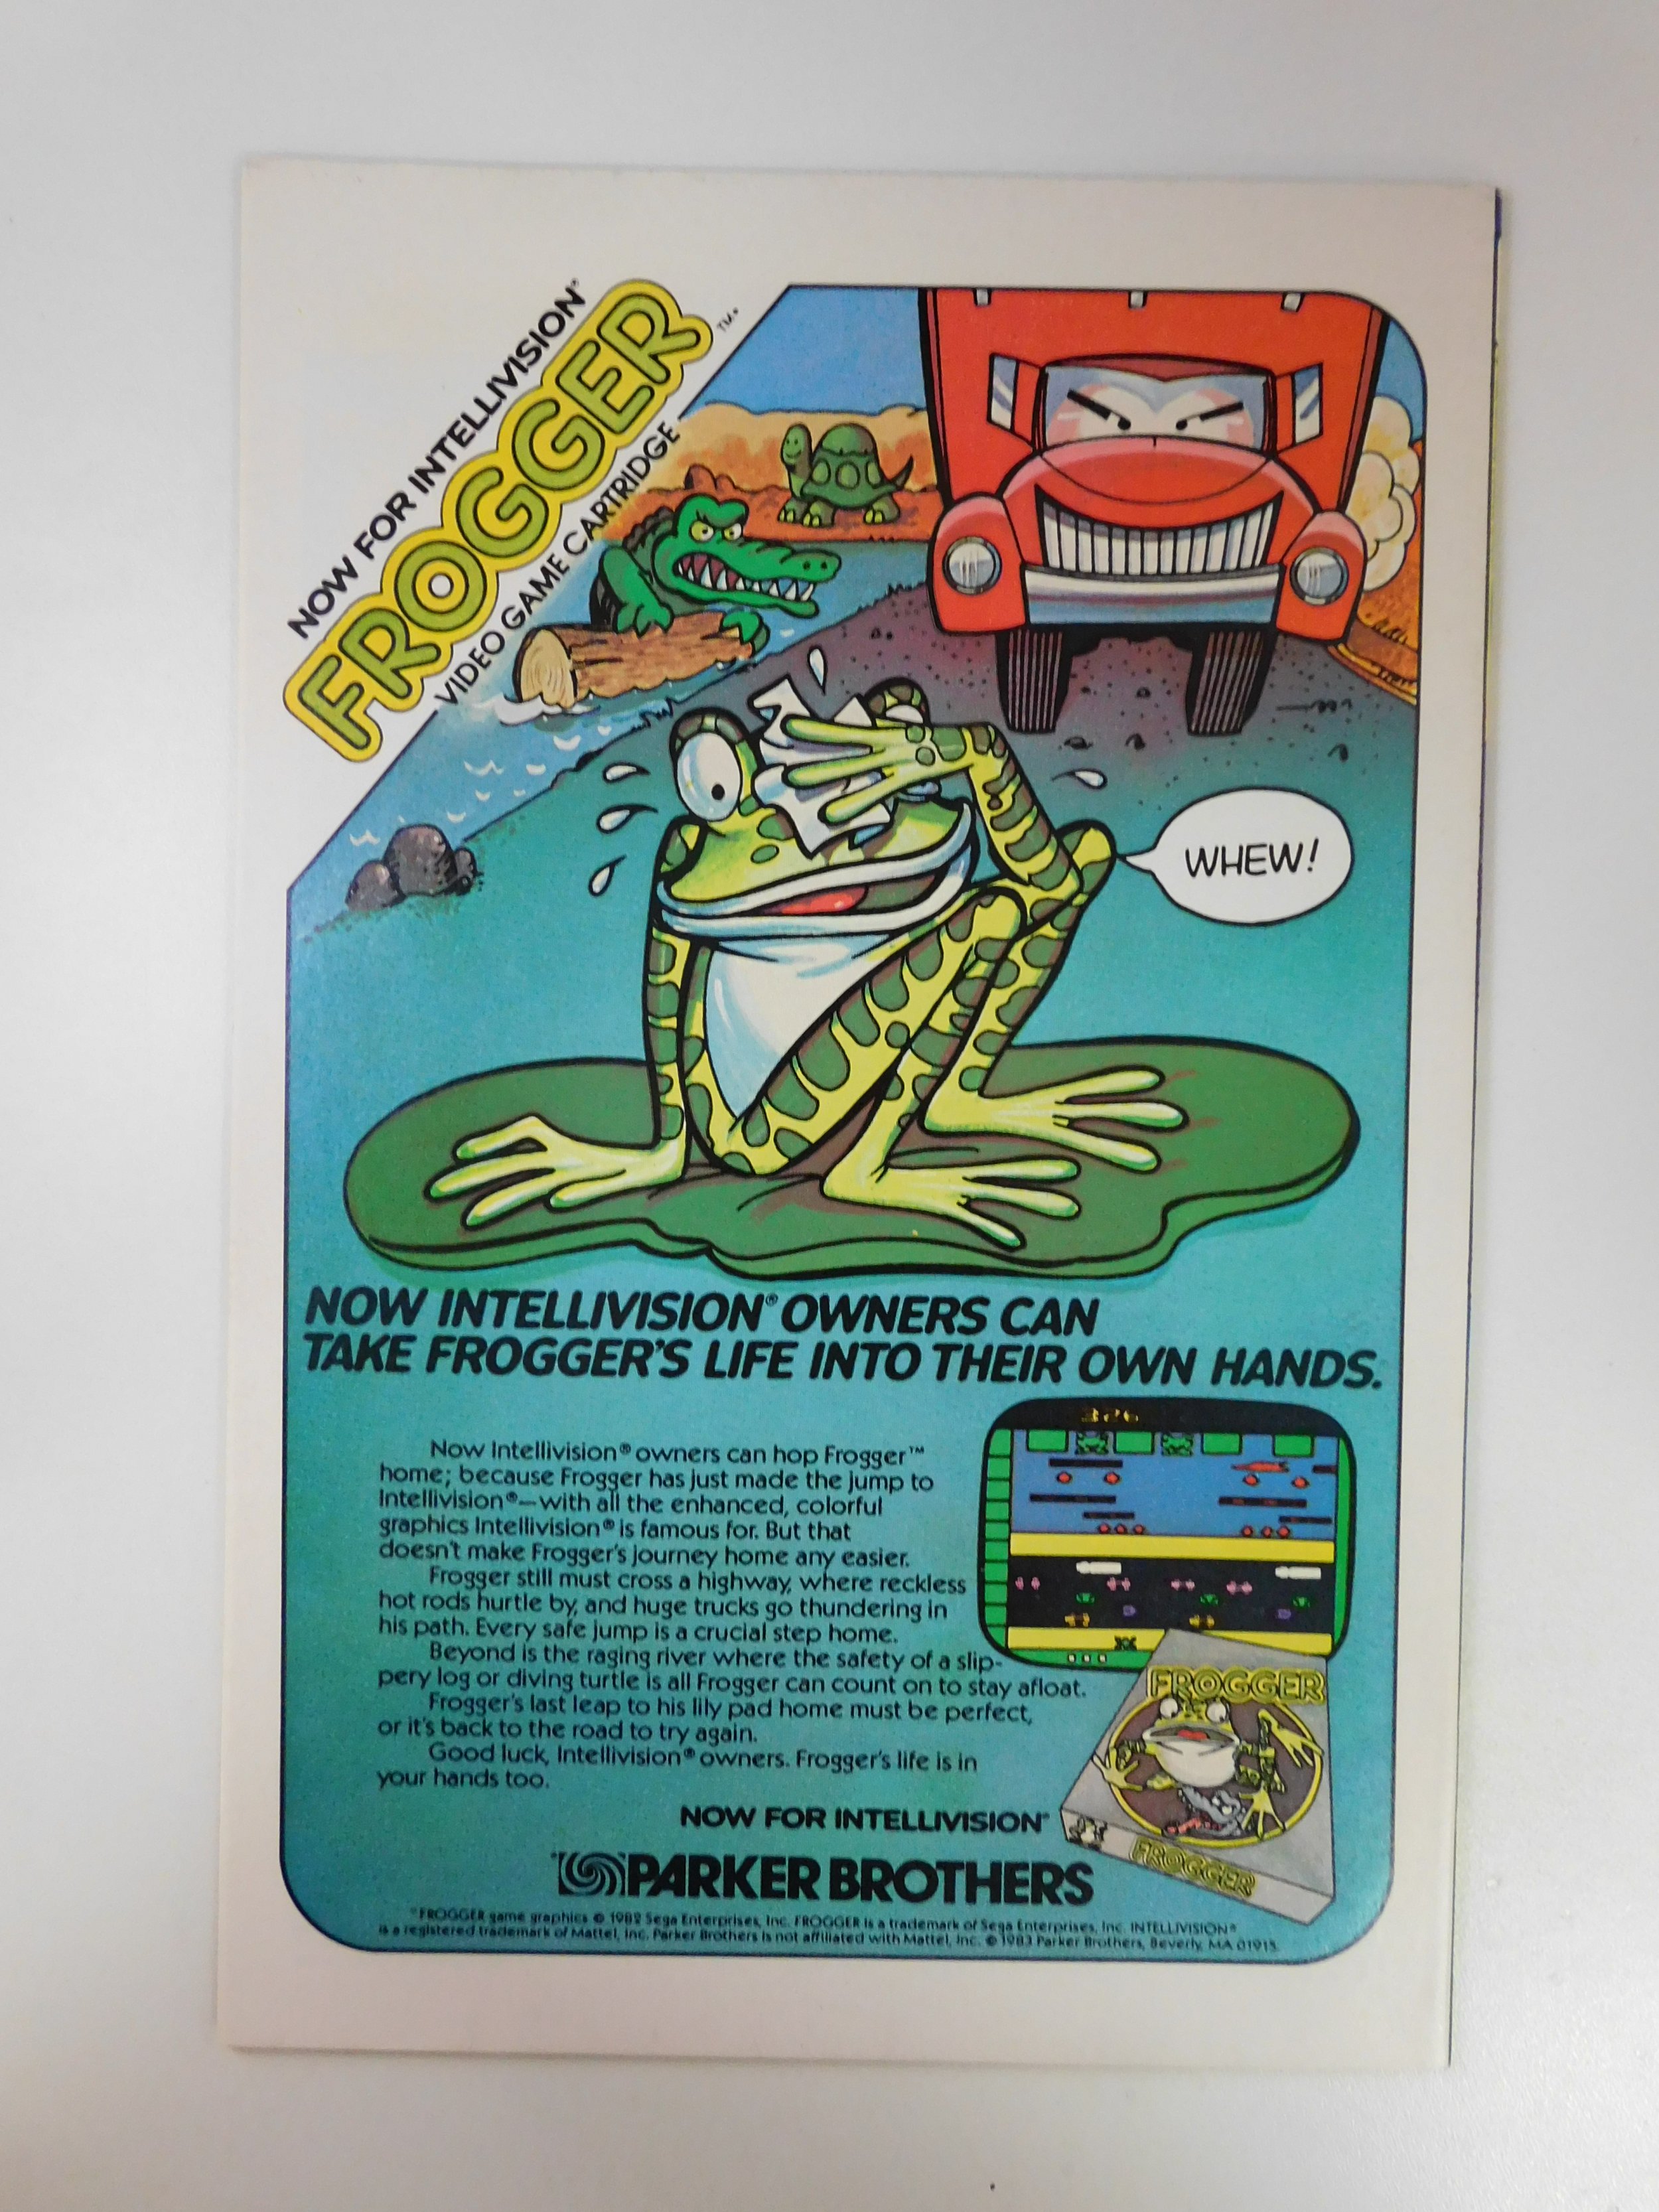 NOW FOR INTELLIVISION®
FROGGER™*
VIDEO GAME CARTRIDGE
WHEW!
NOW INTELLIVISION® OWNERS CAN
TAKE FROGGER'S LIFE INTO THEIR OWN HANDS.
326
Now Intellivision® owners can hop Frogger™
home; because Frogger has just made the jump to
Intellivision®—with all the enhanced, colorful
graphics Intellivision® is famous for. But that
doesn't make Frogger's journey home any easier.
Frogger still must cross a highway, where reckless
hot rods hurtle by, and huge trucks go thundering in
his path. Every safe jump is a crucial step home.
Beyond is the raging river where the safety of a slip-
pery log or diving turtle is all Frogger can count on to stay afloat.
Frogger's last leap to his lily pad home must be perfect,
or it's back to the road to try again.
Good luck, Intellivision® owners. Frogger's life is in
your hands too.
FROGGER
FROGGER
NOW FOR INTELLIVISION®
PARKER BROTHERS
*FROGGER game graphics © 1982 Sega Enterprises, Inc. FROGGER is a trademark of Sega Enterprises, Inc. INTELLIVISION®
is a registered trademark of Mattel, Inc. Parker Brothers is not affiliated with Mattel, Inc. © 1983 Parker Brothers, Beverly, MA 01915.